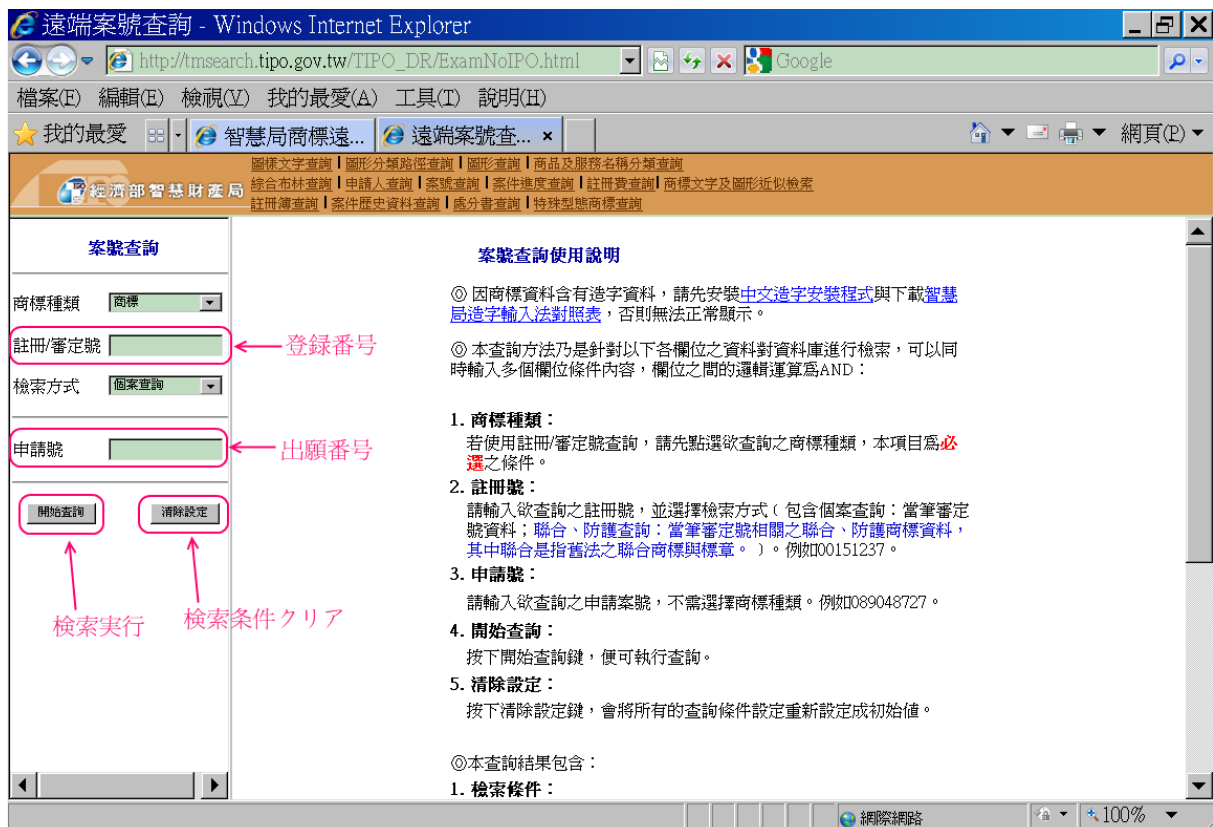 遠端案號查詢 - Windows Internet Explorer
http://tmsearch.tipo.gov.tw/TIPO_DR/ExamNoIPO.html
Google
檔案(F) 編輯(E) 檢視(V) 我的最愛(A) 工具(T) 說明(H)
我的最愛 智慧局商標遠... 遠端案號查... × 網頁(P)
圖樣文字查詢 | 圖形分類路徑查詢 | 圖形查詢 | 商品及服務名稱分類查詢
經濟部智慧財產局 綜合布林查詢 | 申請人查詢 | 案號查詢 | 案件進度查詢 | 註冊費查詢 | 商標文字及圖形近似檢索
註冊簿查詢 | 案件歷史資料查詢 | 處分書查詢 | 特殊型態商標查詢
案號查詢
商標種類 商標
註冊/審定號 登録番号
檢索方式 個案查詢
申請號 出願番号
開始查詢 清除設定
検索実行 検索条件クリア
案號查詢使用說明
◎ 因商標資料含有造字資料，請先安裝中文造字安裝程式與下載智慧
局造字輸入法對照表，否則無法正常顯示。
◎ 本查詢方法乃是針對以下各欄位之資料對資料庫進行檢索，可以同
時輸入多個欄位條件內容，欄位之間的邏輯運算為AND：
1. 商標種類：
若使用註冊/審定號查詢，請先點選欲查詢之商標種類，本項目為必
選之條件。
2. 註冊號：
請輸入欲查詢之註冊號，並選擇檢索方式﹙包含個案查詢：當筆審定
號資料；聯合、防護查詢：當筆審定號相關之聯合、防護商標資料，
其中聯合是指舊法之聯合商標與標章。﹚。例如00151237。
3. 申請號：
請輸入欲查詢之申請案號，不需選擇商標種類。例如089048727。
4. 開始查詢：
按下開始查詢鍵，便可執行查詢。
5. 清除設定：
按下清除設定鍵，會將所有的查詢條件設定重新設定成初始值。
◎本查詢結果包含：
1. 檢索條件：
網際網路 100%